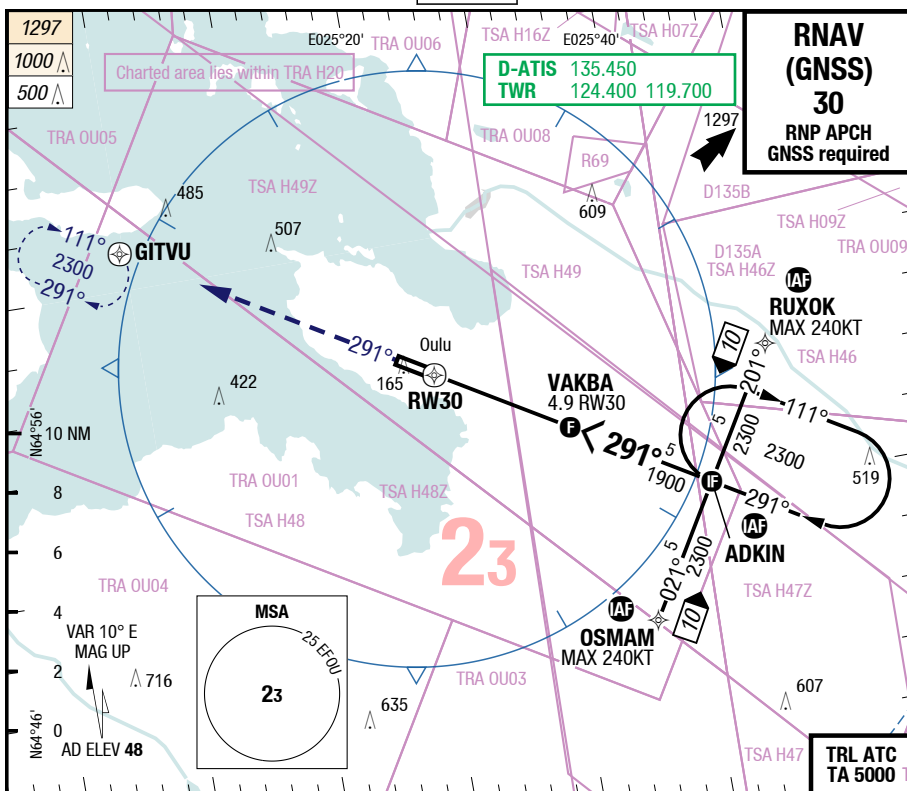 1297
1000
500
Charted area lies within TRA H20
E025°20'
TRA OU06
TSA H16Z
E025°40'
TSA H07Z
D-ATIS 135.450
TWR 124.400 119.700
RNAV
(GNSS)
30
RNP APCH
GNSS required
1297
TRA OU05
TRA OU08
R69
609
D135B
TSA H09Z
TRA OU09
485
TSA H49Z
507
111°
2300
291°
GITVU
TSA H49
D135A
TSA H46Z
IAF
RUXOK
MAX 240KT
TSA H46
291°
Oulu
165
RW30
422
VAKBA
4.9 RW30
F
10
201°
5
2300
111°
2300
519
N64°56'
10 NM
291°
5
1900
IF
291°
IAF
ADKIN
8
TRA OU01
TSA H48Z
TSA H48
23
6
021°
5
2300
10
TRA OU04
TSA H47Z
4
IAF
OSMAM
MAX 240KT
MSA
25 EFOU
23
VAR 10° E
MAG UP
2
716
TRA OU03
635
607
N64°46'
0
AD ELEV 48
TSA H47
TRL ATC
TA 5000
T